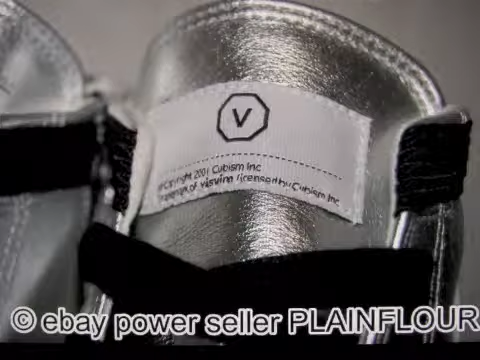 V
©Copyright 2001 Cubism Inc
Trademark of visvim licensed by Cubism Inc
© ebay power seller PLAINFLOUR